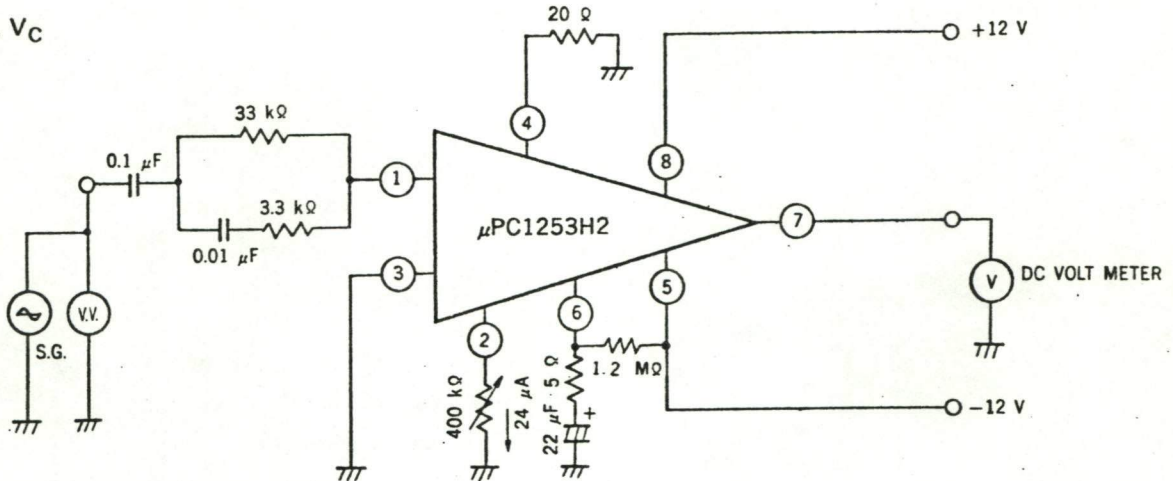 VC
20 Ω
+12 V
4
33 kΩ
8
0.1 μF
1
3.3 kΩ
μPC1253H2
7
0.01 μF
3
5
V
DC VOLT METER
6
V.V.
2
S.G.
1.2 MΩ
400 kΩ
24 μA
22 μF
5 Ω
+
-12 V